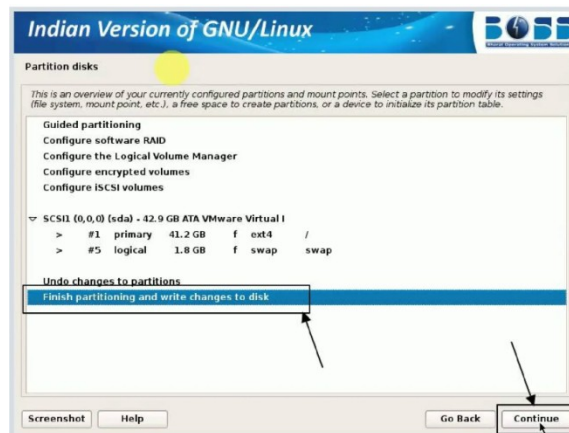 Indian Version of GNU/Linux
BOSS
Bharat Operating System Solutions
Partition disks
This is an overview of your currently configured partitions and mount points. Select a partition to modify its settings
(file system, mount point, etc.), a free space to create partitions, or a device to initialize its partition table.
Guided partitioning
Configure software RAID
Configure the Logical Volume Manager
Configure encrypted volumes
Configure iSCSI volumes
SCSI1 (0,0,0) (sda) - 42.9 GB ATA VMware Virtual I
> #1 primary 41.2 GB f ext4 /
> #5 logical 1.8 GB f swap swap
Undo changes to partitions
Finish partitioning and write changes to disk
Screenshot Help Go Back Continue